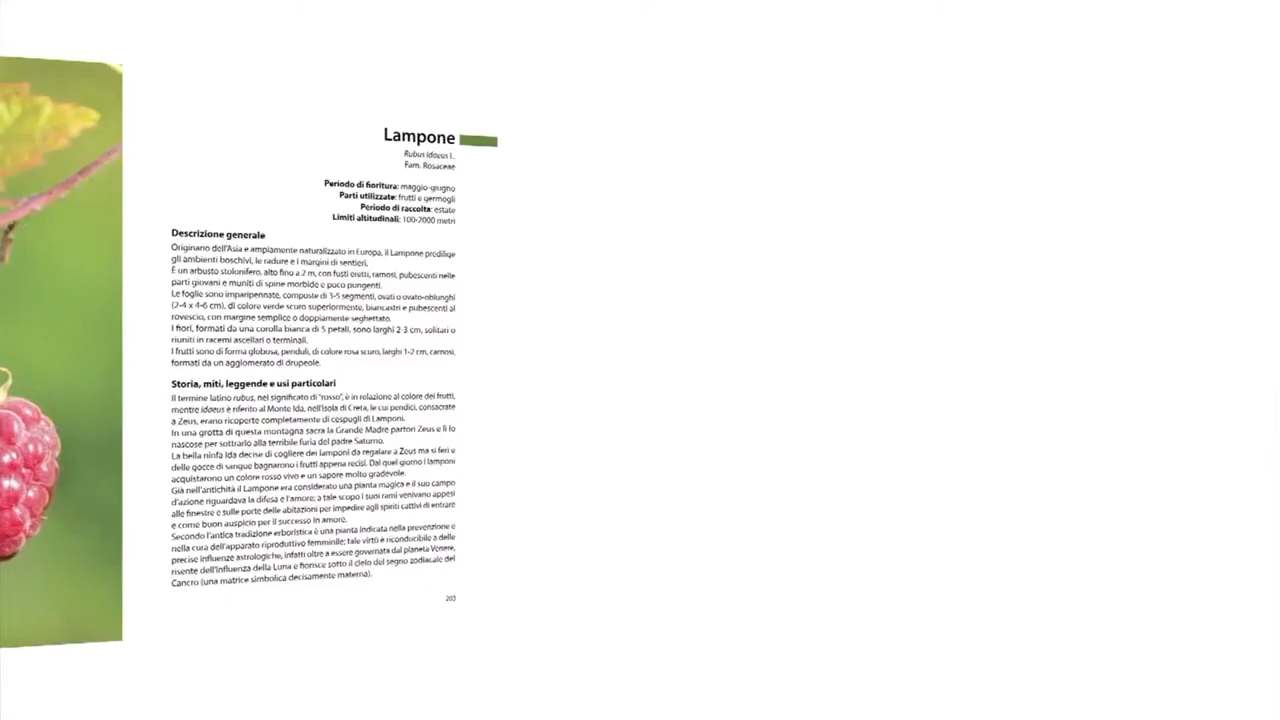 Lampone
Rubus Idaeus L.
Fam. Rosaceae
Periodo di fioritura: maggio-giugno
Parti utilizzate: frutti e germogli
Periodo di raccolta: estate
Limiti altitudinali: 100-2000 metri
Descrizione generale
Originario dell'Asia e ampiamente naturalizzato in Europa, il Lampone predilige
gli ambienti boschivi, le radure e i margini di sentieri.
È un arbusto stolonifero, alto fino a 2 m, con fusti eretti, ramosi, pubescenti nelle
parti giovani e muniti di spine morbide e poco pungenti.
Le foglie sono imparipennate, composte di 3-5 segmenti, ovati o ovato-oblunghi
(2-4 x 4-6 cm), di colore verde scuro superiormente, biancastri e pubescenti al
rovescio, con margine semplice o doppiamente seghettato.
I fiori, formati da una corolla bianca di 5 petali, sono larghi 2-3 cm, solitari o
riuniti in racemi ascellari o terminali.
I frutti sono di forma globosa, penduli, di colore rosa scuro, larghi 1-2 cm, carnosi,
formati da un agglomerato di drupeole.
Storia, miti, leggende e usi particolari
Il termine latino rubus, nel significato di "rosso", è in relazione al colore dei frutti,
mentre idaeus è riferito al Monte Ida, nell'isola di Creta, le cui pendici, consacrate
a Zeus, erano ricoperte completamente di cespugli di Lamponi.
In una grotta di questa montagna sacra la Grande Madre partorì Zeus e lì lo
nascose per sottrarlo alla terribile furia del padre Saturno.
La bella ninfa Ida decise di cogliere dei lamponi da regalare a Zeus ma si ferì e
delle gocce di sangue bagnarono i frutti appena recisi. Dal quel giorno i lamponi
acquistarono un colore rosso vivo e un sapore molto gradevole.
Già nell'antichità il Lampone era considerato una pianta magica e il suo campo
d'azione riguardava la difesa e l'amore; a tale scopo i suoi rami venivano appesi
alle finestre e sulle porte delle abitazioni per impedire agli spiriti cattivi di entrare
e come buon auspicio per il successo in amore.
Secondo l'antica tradizione erboristica è una pianta indicata nella prevenzione e
nella cura dell'apparato riproduttivo femminile; tale virtù è riconducibile a delle
precise influenze astrologiche, infatti oltre a essere governata dal pianeta Venere,
risente dell'influenza della Luna e fiorisce sotto il cielo del segno zodiacale del
Cancro (una matrice simbolica decisamente materna).
203